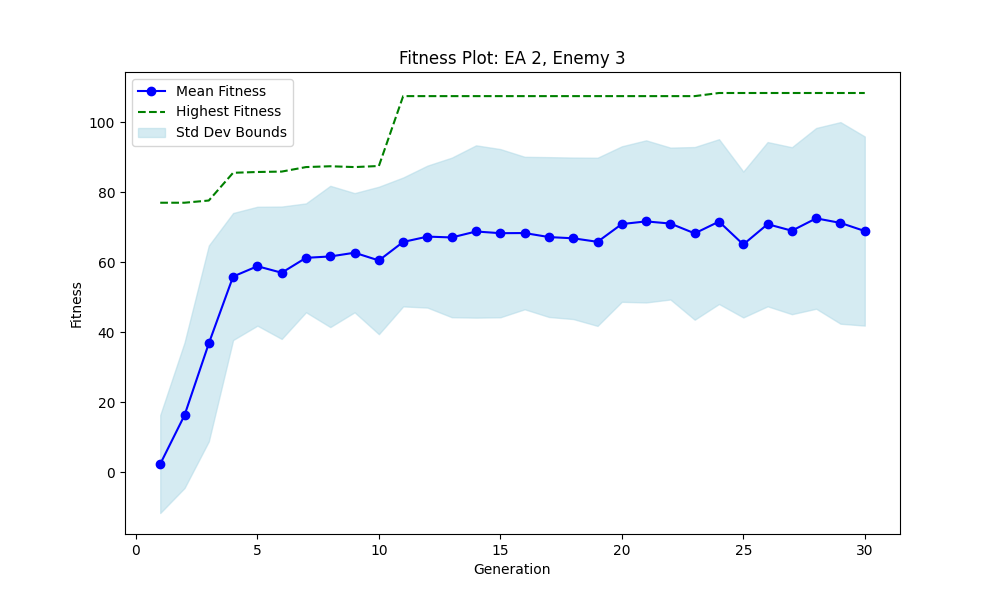 Fitness Plot: EA 2, Enemy 3
Mean Fitness
Highest Fitness
Std Dev Bounds
Fitness
100
80
60
40
20
0
0 5 10 15 20 25 30
Generation